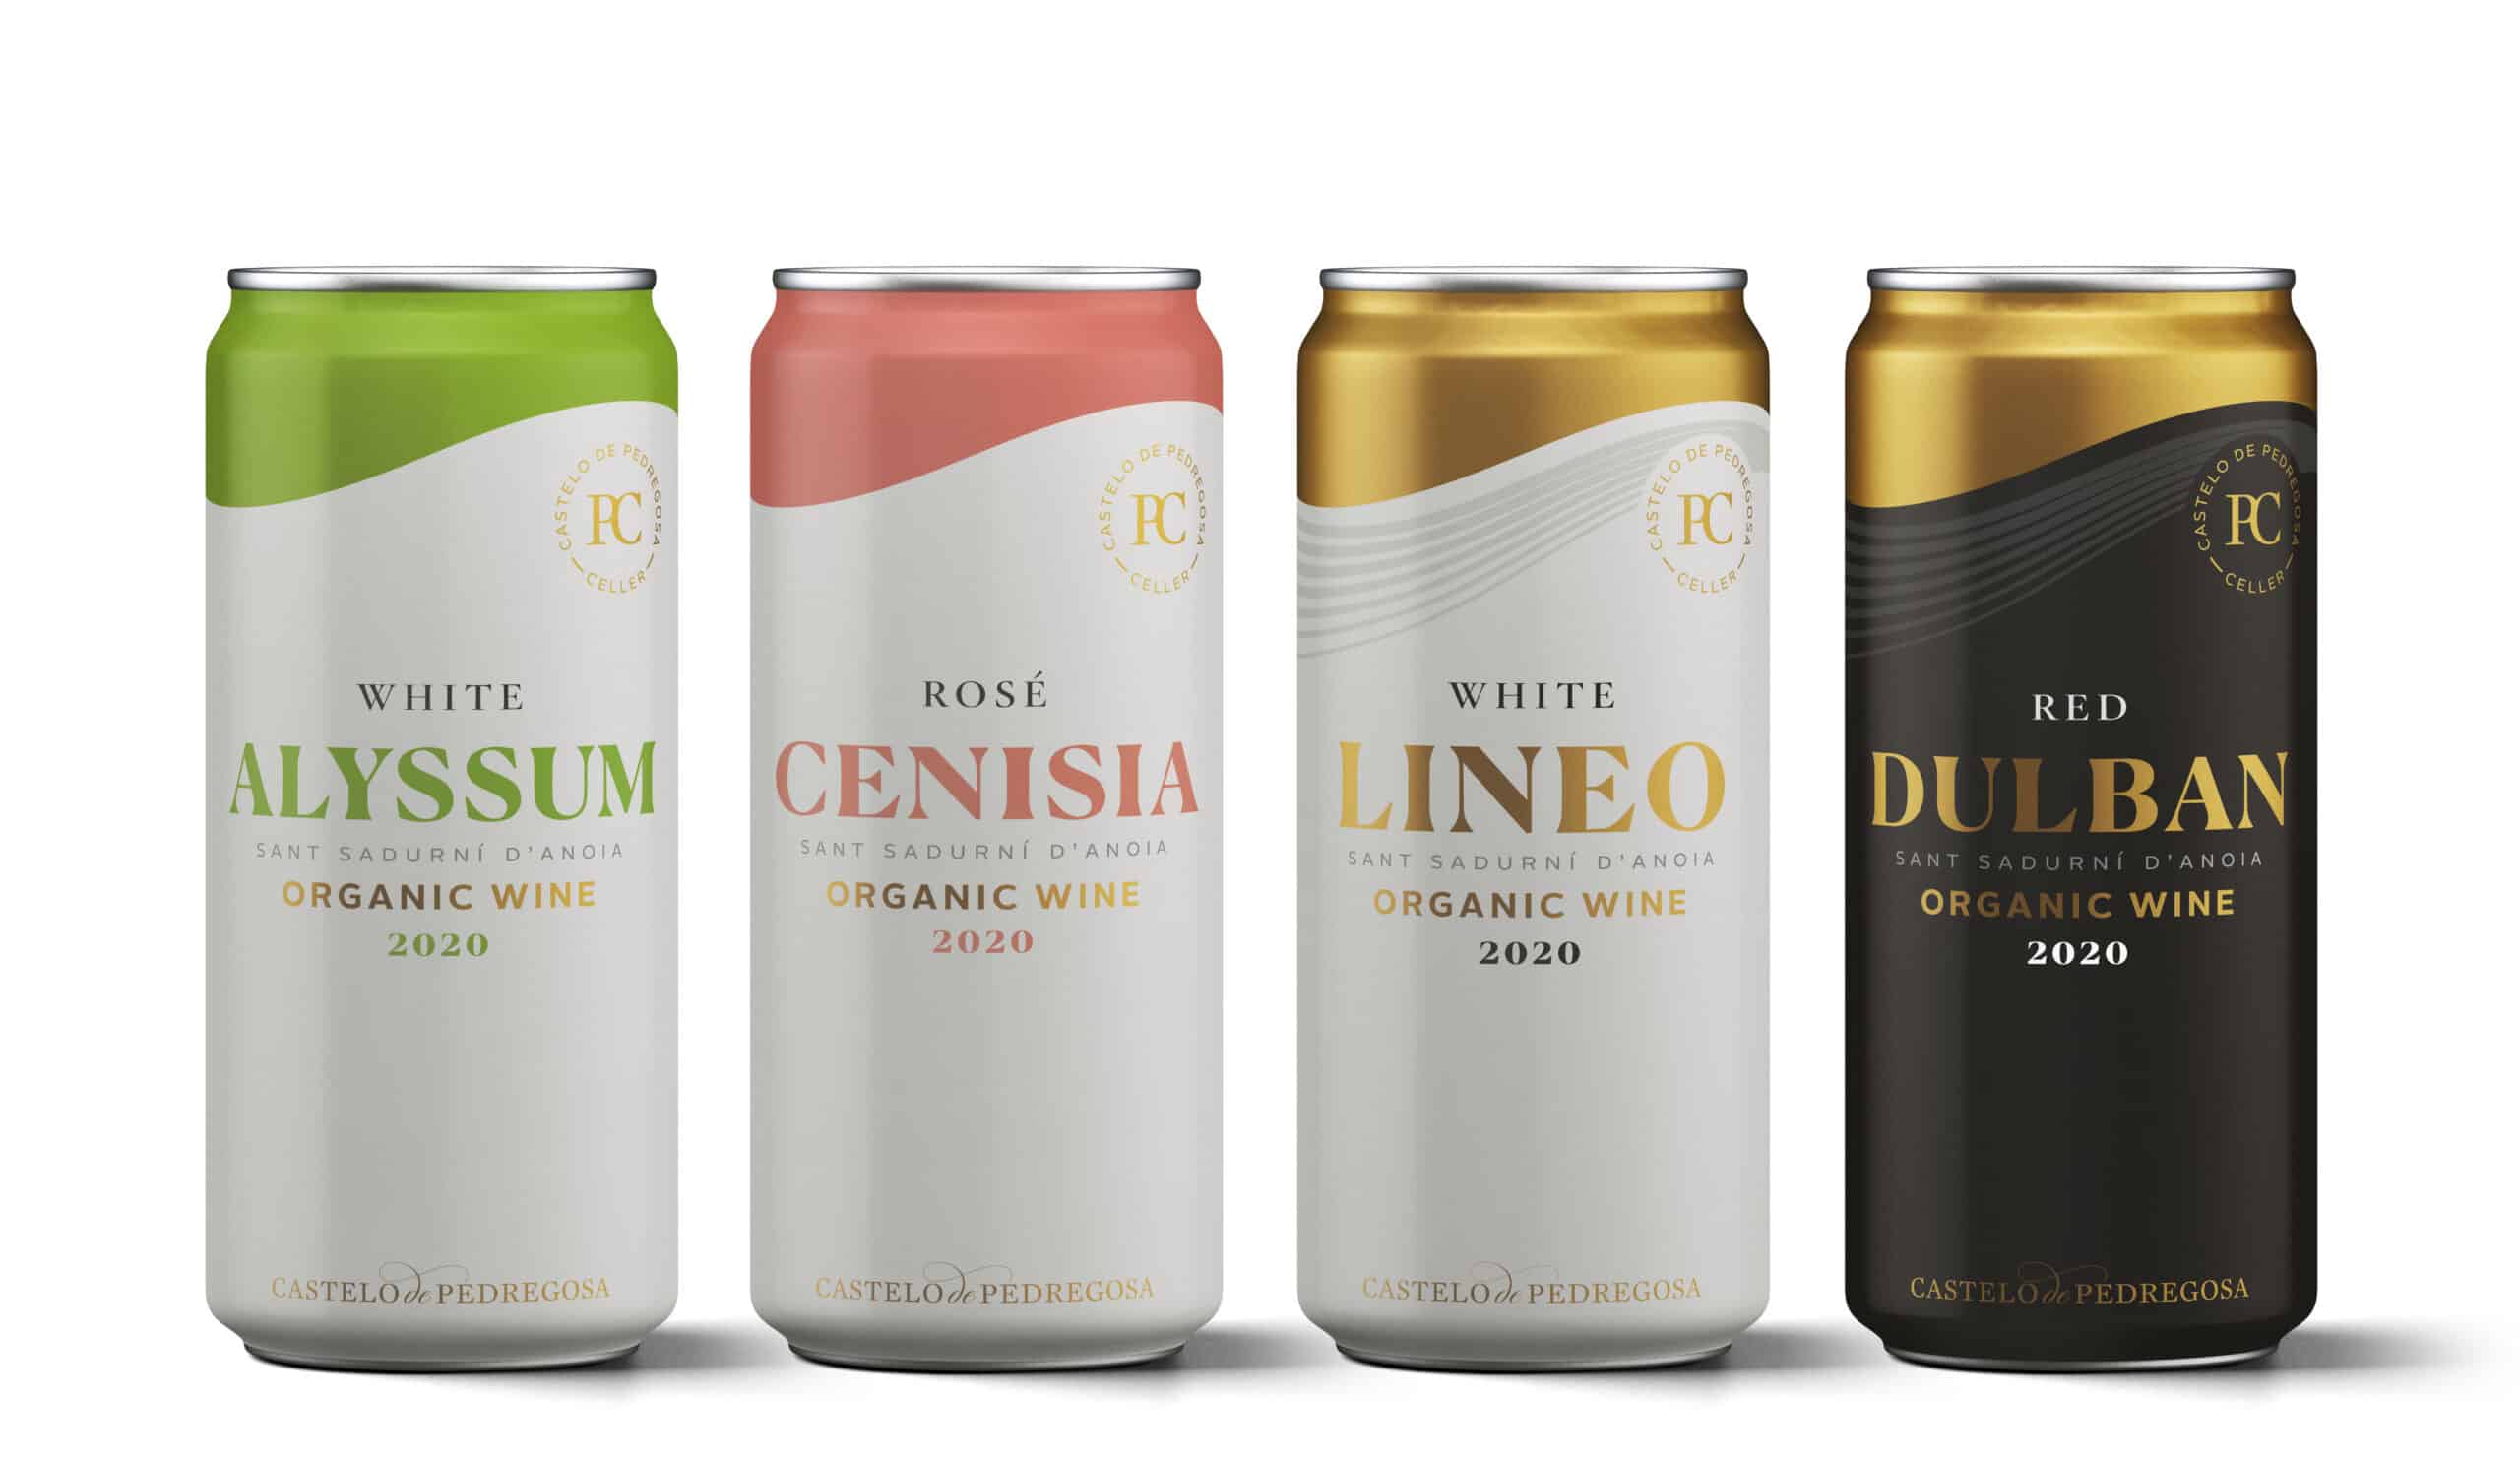 CASTELO DE PEDREGOSA
PC
CELLER
WHITE
ALYSSUM
SANT SADURNÍ D'ANOIA
ORGANIC WINE
2020
CASTELO de PEDREGOSA
CASTELO DE PEDREGOSA
PC
CELLER
ROSÉ
CENISIA
SANT SADURNÍ D'ANOIA
ORGANIC WINE
2020
CASTELO de PEDREGOSA
CASTELO DE PEDREGOSA
PC
CELLER
WHITE
LINEO
SANT SADURNÍ D'ANOIA
ORGANIC WINE
2020
CASTELO de PEDREGOSA
CASTELO DE PEDREGOSA
PC
CELLER
RED
DULBAN
SANT SADURNÍ D'ANOIA
ORGANIC WINE
2020
CASTELO de PEDREGOSA